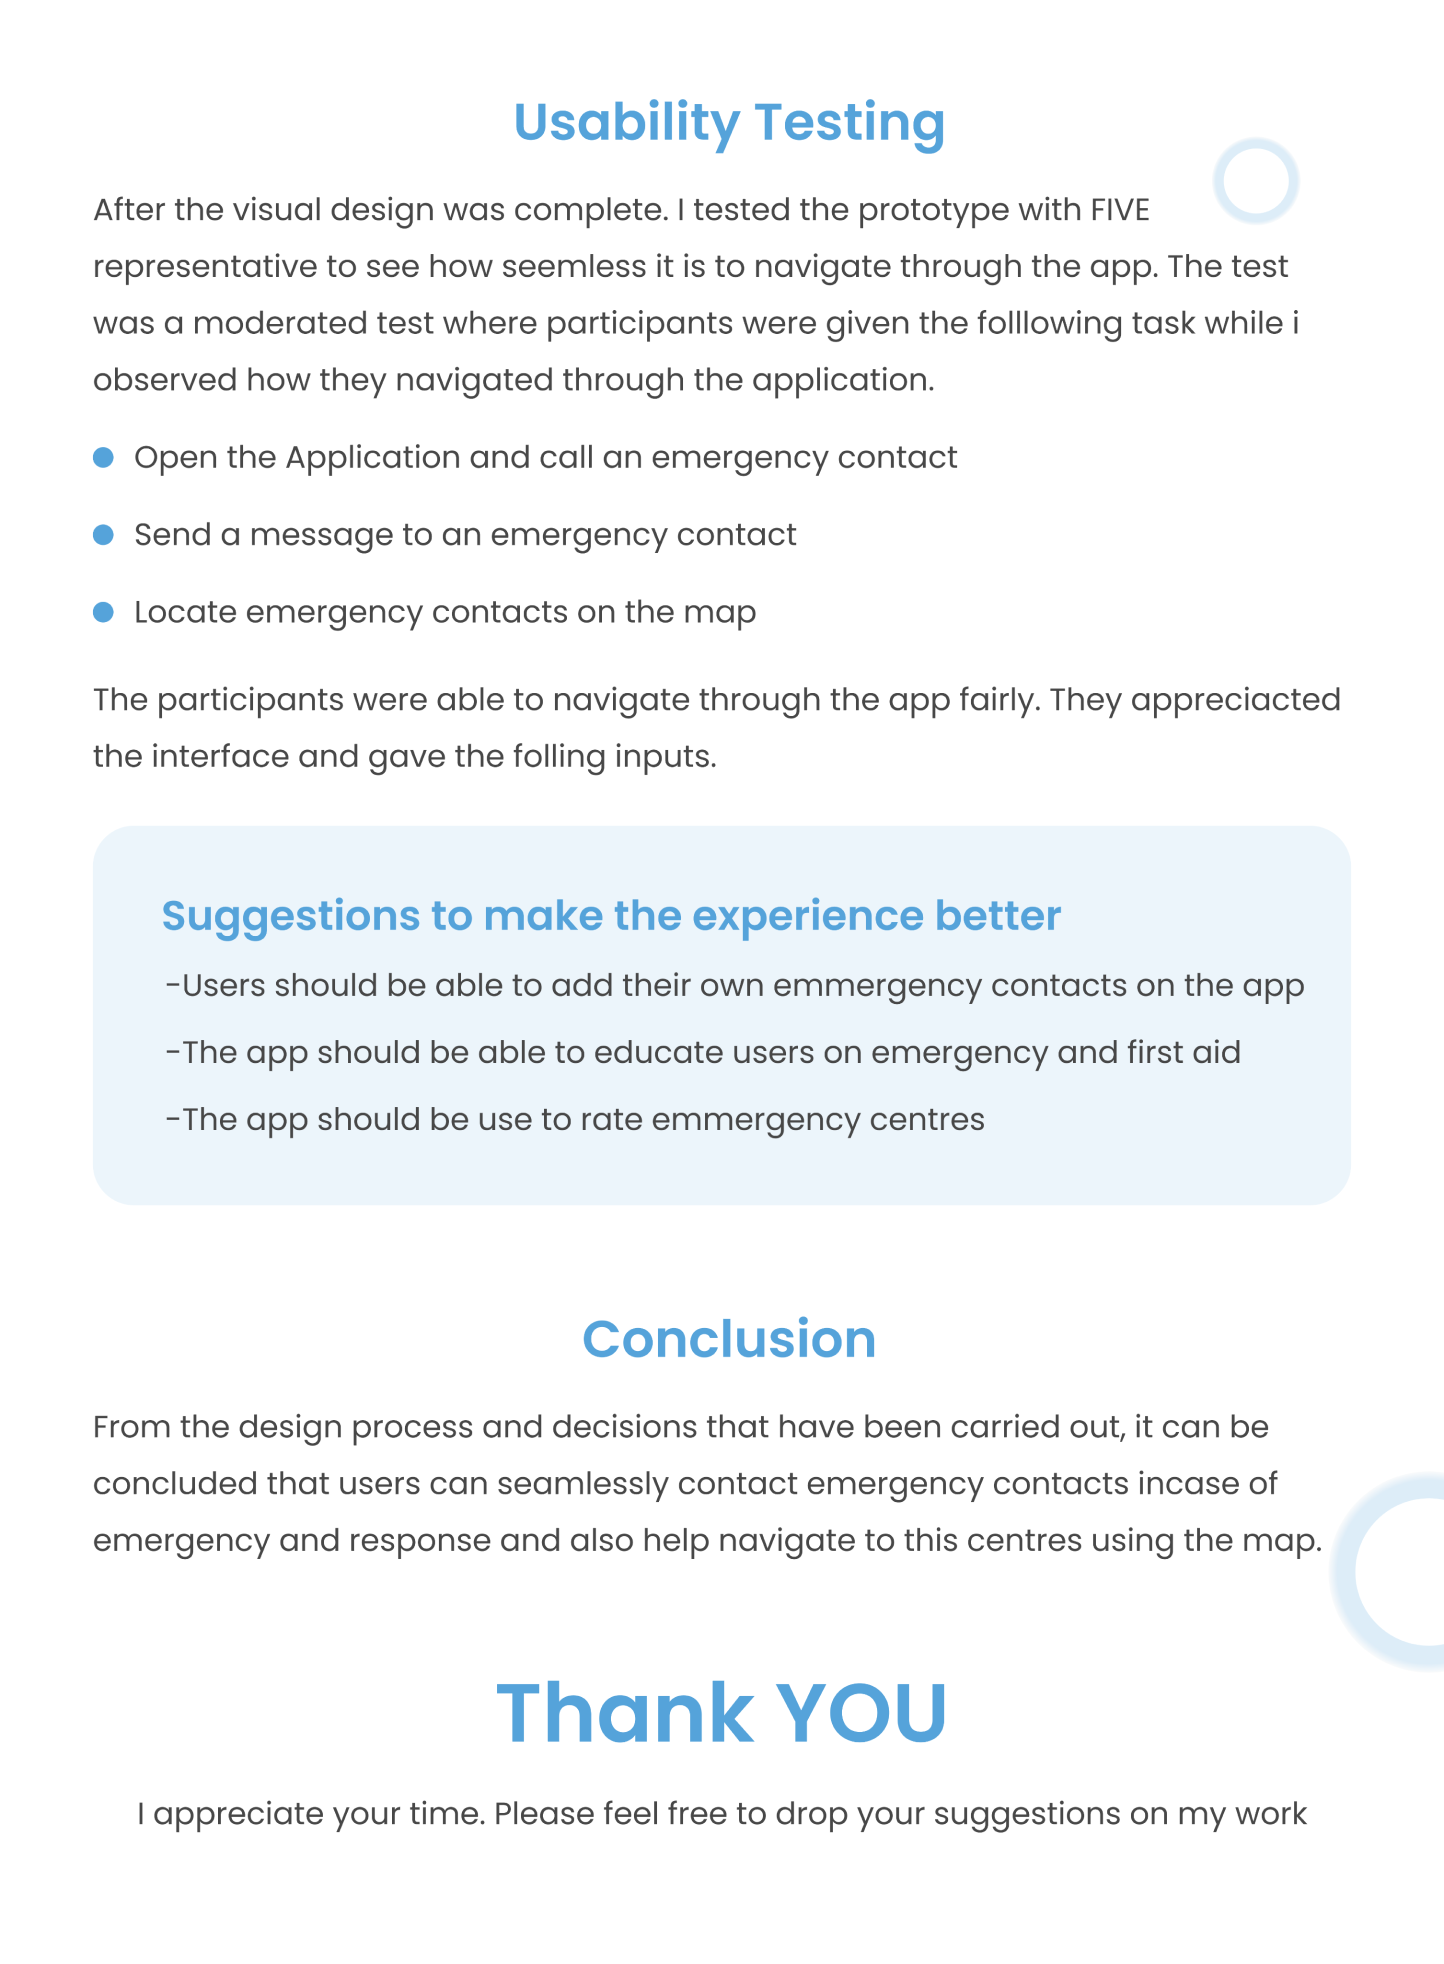 Usability Testing
After the visual design was complete. I tested the prototype with FIVE
representative to see how seemless it is to navigate through the app. The test
was a moderated test where participants were given the folllowing task while i
observed how they navigated through the application.
Open the Application and call an emergency contact
Send a message to an emergency contact
Locate emergency contacts on the map
The participants were able to navigate through the app fairly. They appreciacted
the interface and gave the folling inputs.
Suggestions to make the experience better
-Users should be able to add their own emmergency contacts on the app
-The app should be able to educate users on emergency and first aid
-The app should be use to rate emmergency centres
Conclusion
From the design process and decisions that have been carried out, it can be
concluded that users can seamlessly contact emergency contacts incase of
emergency and response and also help navigate to this centres using the map.
Thank YOU
I appreciate your time. Please feel free to drop your suggestions on my work